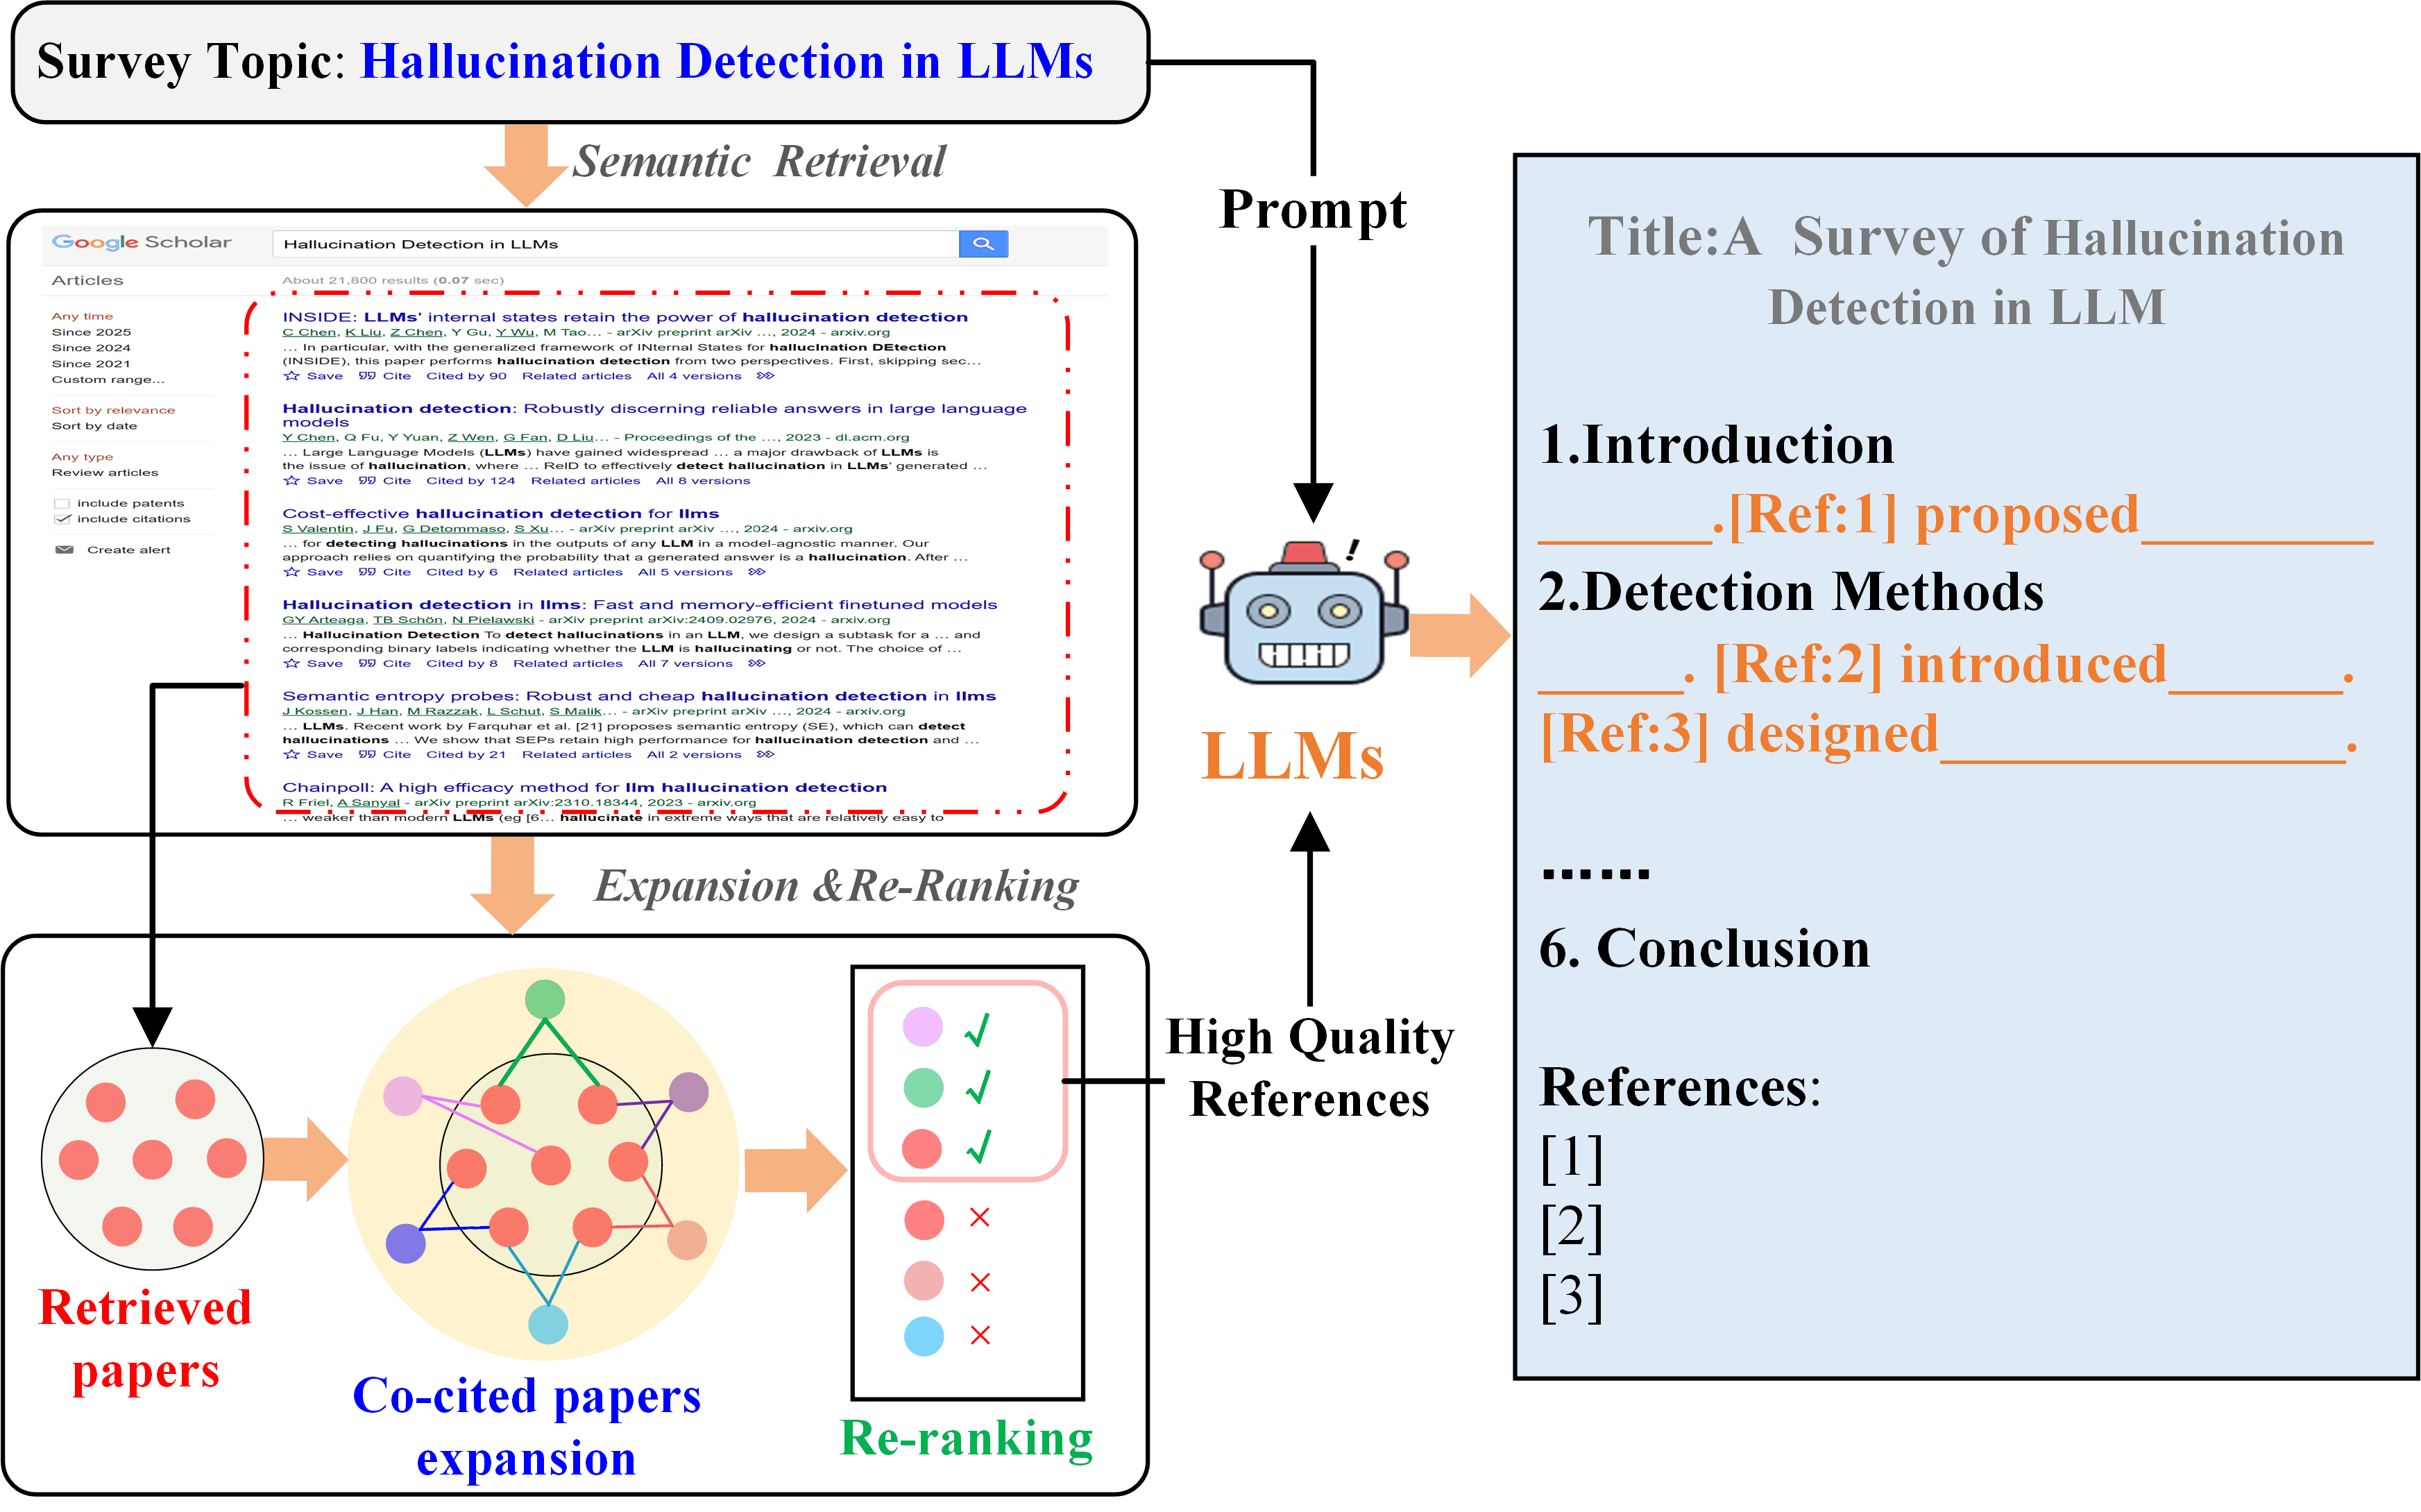 Survey Topic: Hallucination Detection in LLMs
Semantic Retrieval
Google Scholar
Hallucination Detection in LLMs
Articles
About 21,800 results (0.07 sec)
Any time
Since 2025
Since 2024
Since 2021
Custom range...
Sort by relevance
Sort by date
Any type
Review articles
include patents
include citations
Create alert
INSIDE: LLMs' internal states retain the power of hallucination detection
C Chen, K Liu, Z Chen, Y Gu, Y Wu, M Tao... - arXiv preprint arXiv ..., 2024 - arxiv.org
... In particular, with the generalized framework of INternal States for hallucInation DEtection
(INSIDE), this paper performs hallucination detection from two perspectives. First, skipping sec...
Save Cite Cited by 90 Related articles All 4 versions
Hallucination detection: Robustly discerning reliable answers in large language
models
Y Chen, Q Fu, Y Yuan, Z Wen, G Fan, D Liu... - Proceedings of the ..., 2023 - dl.acm.org
... Large Language Models (LLMs) have gained widespread ... a major drawback of LLMs is
the issue of hallucination, where ... RelD to effectively detect hallucination in LLMs' generated ...
Save Cite Cited by 124 Related articles All 8 versions
Cost-effective hallucination detection for llms
S Valentin, J Fu, G Detommaso, S Xu... - arXiv preprint arXiv ..., 2024 - arxiv.org
... for detecting hallucinations in the outputs of any LLM in a model-agnostic manner. Our
approach relies on quantifying the probability that a generated answer is a hallucination. After ...
Save Cite Cited by 6 Related articles All 5 versions
Hallucination detection in llms: Fast and memory-efficient finetuned models
GY Arteaga, TB Schön, N Pielawski - arXiv preprint arXiv:2409.02976, 2024 - arxiv.org
... Hallucination Detection To detect hallucinations in an LLM, we design a subtask for a ... and
corresponding binary labels indicating whether the LLM is hallucinating or not. The choice of ...
Save Cite Cited by 8 Related articles All 7 versions
Semantic entropy probes: Robust and cheap hallucination detection in llms
J Kossen, J Han, M Razzak, L Schut, S Malik... - arXiv preprint arXiv ..., 2024 - arxiv.org
... LLMs. Recent work by Farquhar et al. [21] proposes semantic entropy (SE), which can detect
hallucinations ... We show that SEPs retain high performance for hallucination detection and ...
Save Cite Cited by 21 Related articles All 2 versions
Chainpoll: A high efficacy method for llm hallucination detection
R Friel, A Sanyal - arXiv preprint arXiv:2310.18344, 2023 - arxiv.org
... weaker than modern LLMs (eg [6... hallucinate in extreme ways that are relatively easy to
Expansion &Re-Ranking
Retrieved
papers
Co-cited papers
expansion
Re-ranking
Prompt
!
LLMs
High Quality
References
Title:A Survey of Hallucination
Detection in LLM
1.Introduction
______.[Ref:1] proposed________
2.Detection Methods
_____. [Ref:2] introduced______.
[Ref:3] designed______________.
......
6. Conclusion
References:
[1]
[2]
[3]